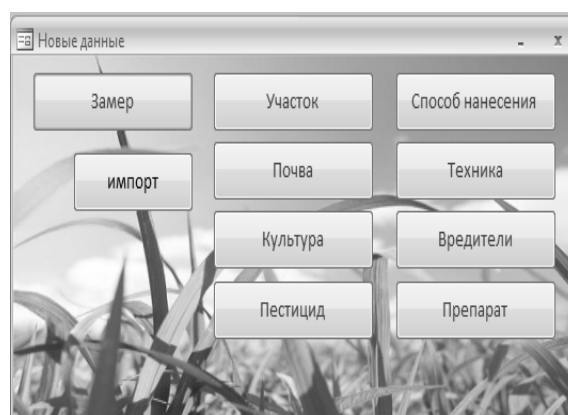 Новые данные
Замер
Участок
Способ нанесения
импорт
Почва
Техника
Культура
Вредители
Пестицид
Препарат